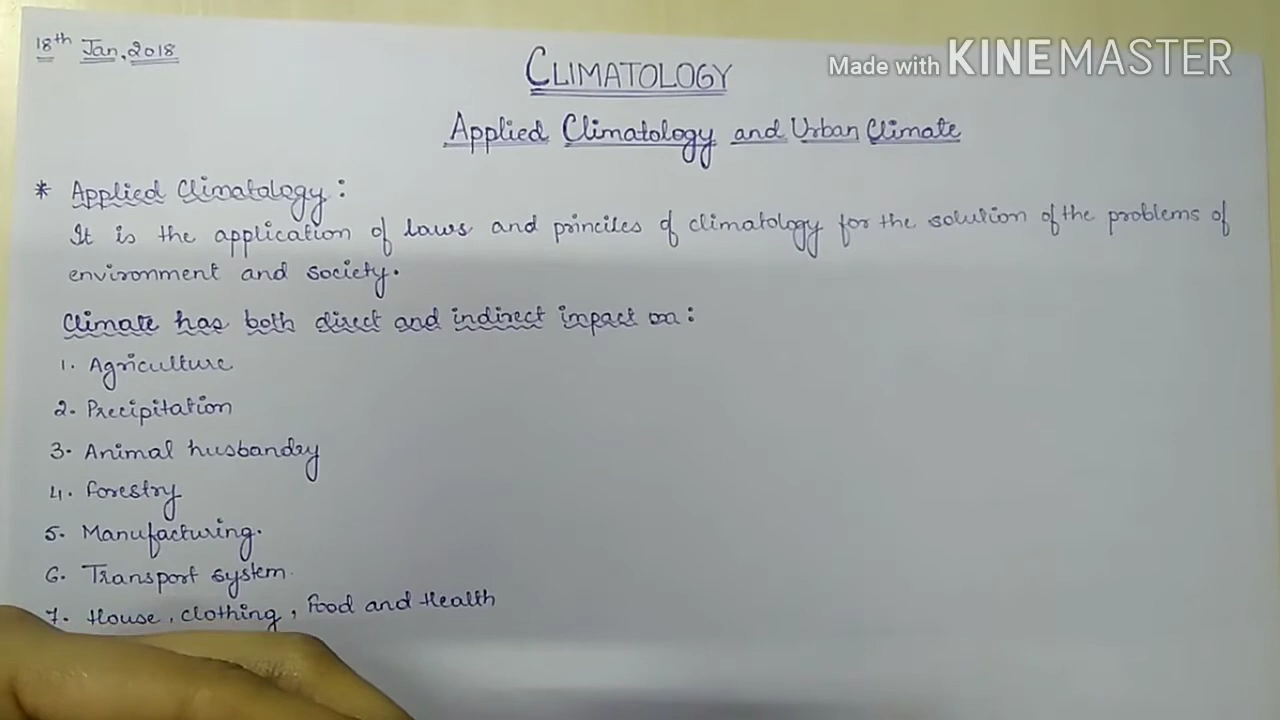 18th Jan, 2018
Made with KINEMASTER
CLIMATOLOGY
Applied Climatology and Urban Climate
* Applied Climatology :
It is the application of laws and princiles of climatology for the solution of the problems of
environment and society.
Climate has both direct and indirect impact on :
1. Agriculture
2. Precipitation
3. Animal husbandry
4. Forestry
5. Manufacturing.
6. Transport system.
7. House, clothing, Food and Health